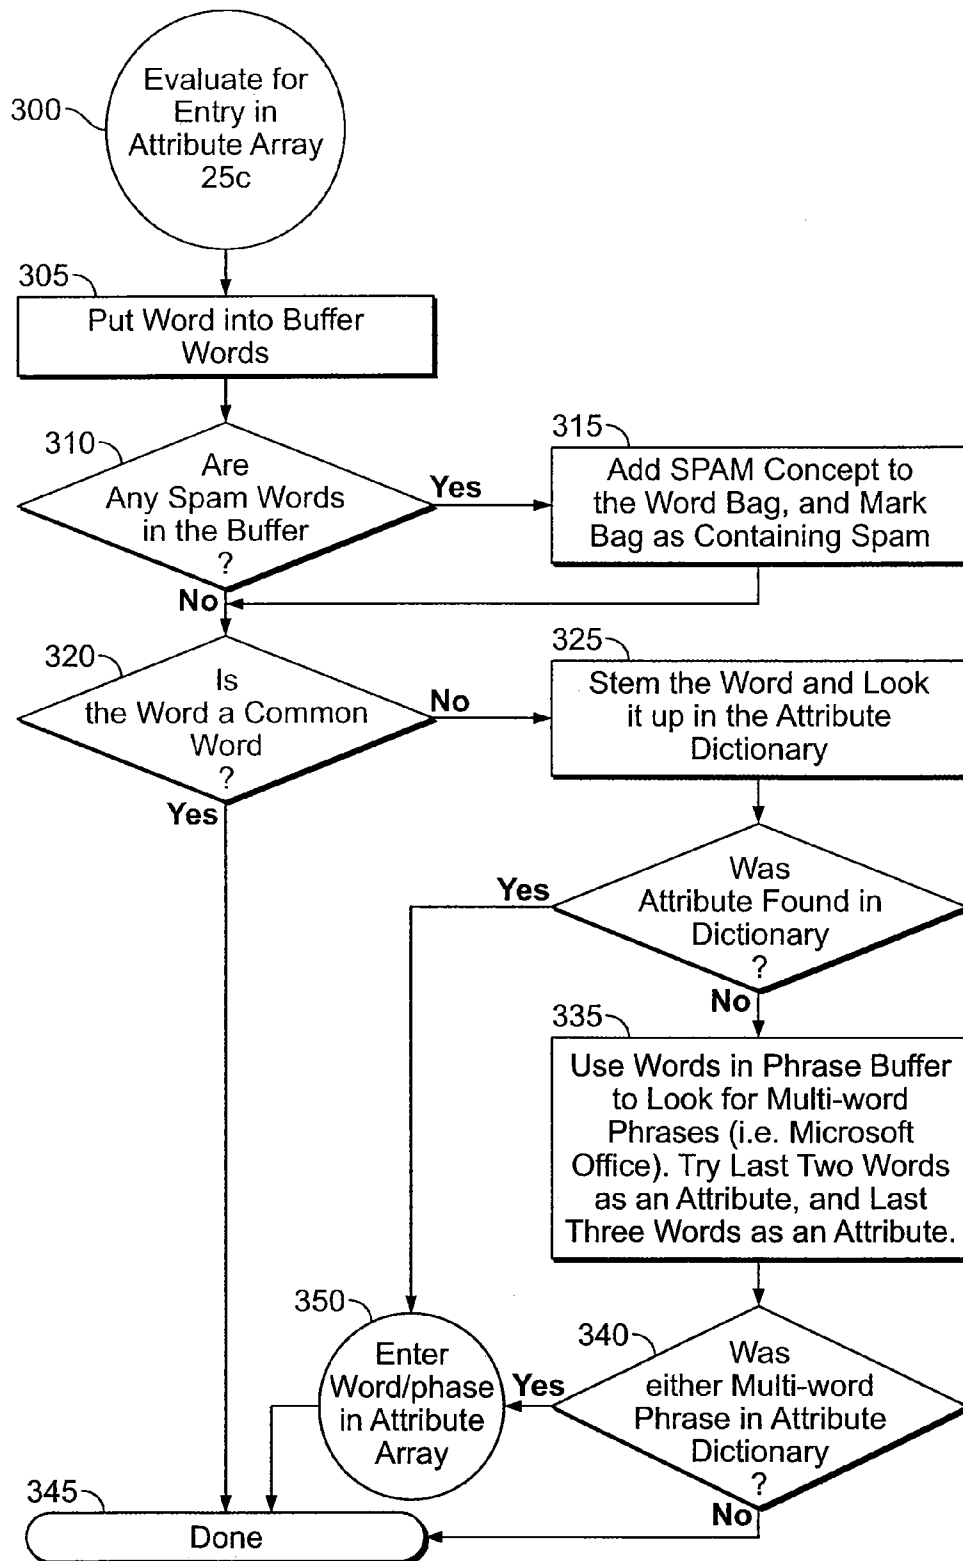 300
Evaluate for
Entry in
Attribute Array
25c
305
Put Word into Buffer
Words
310
Are
Any Spam Words
in the Buffer
?
Yes
No
315
Add SPAM Concept to
the Word Bag, and Mark
Bag as Containing Spam
320
Is
the Word a Common
Word
?
No
Yes
325
Stem the Word and Look
it up in the Attribute
Dictionary
Was
Attribute Found in
Dictionary
?
Yes
No
335
Use Words in Phrase Buffer
to Look for Multi-word
Phrases (i.e. Microsoft
Office). Try Last Two Words
as an Attribute, and Last
Three Words as an Attribute.
340
Was
either Multi-word
Phrase in Attribute
Dictionary
?
Yes
No
350
Enter
Word/phase
in Attribute
Array
345
Done